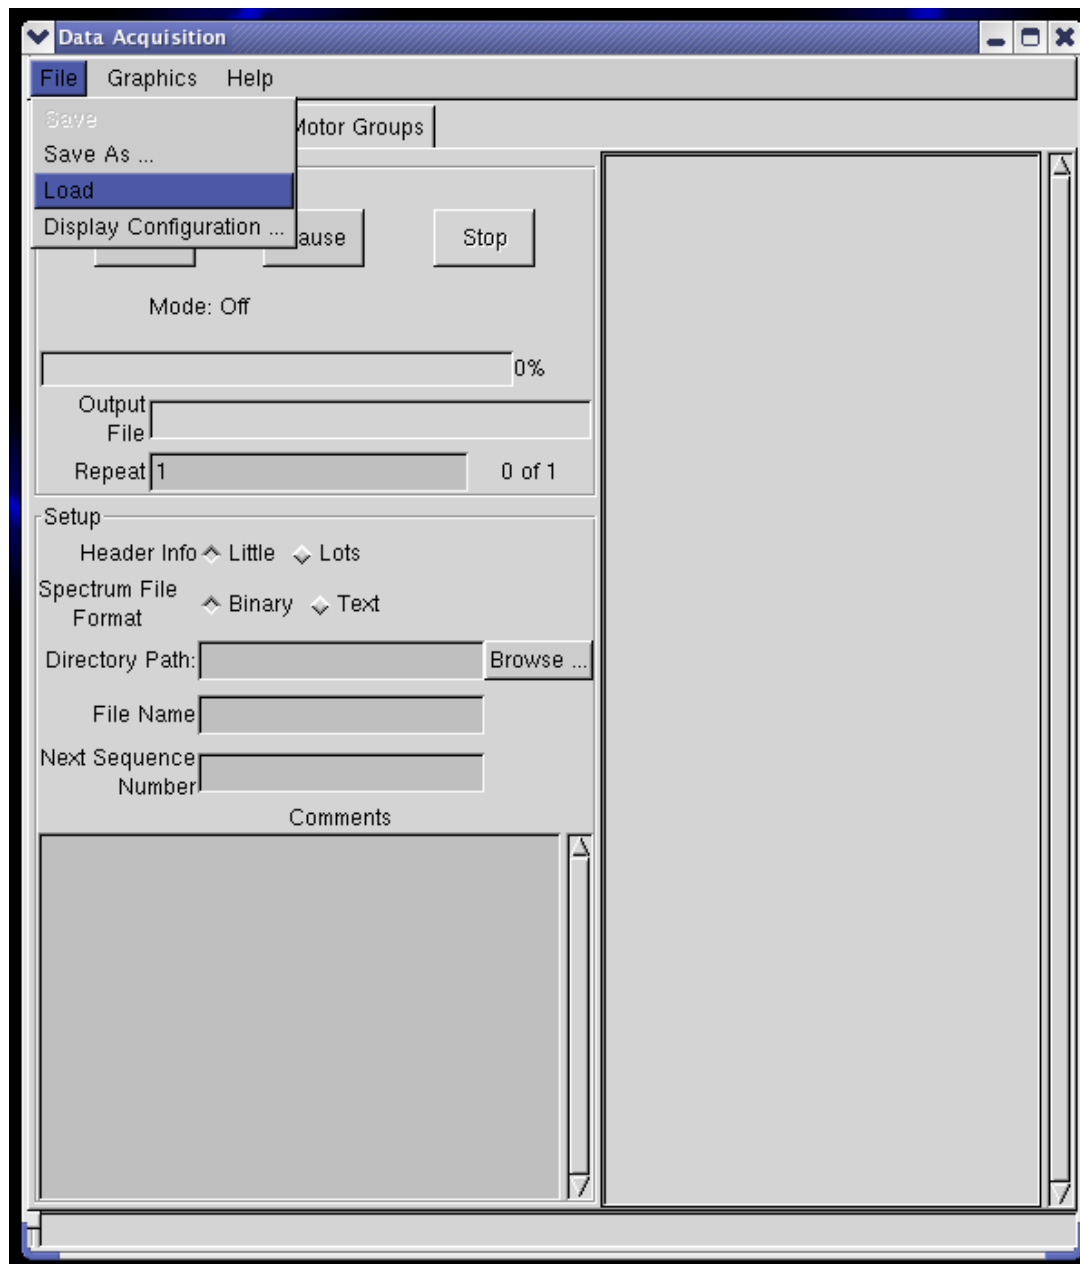 Data Acquisition
File Graphics Help
Save
Motor Groups
Save As ...
Load
Display Configuration ...
ause
Stop
Mode: Off
0%
Output
File
Repeat 1 0 of 1
Setup
Header Info Little Lots
Spectrum File
Format
Binary Text
Directory Path: Browse ...
File Name
Next Sequence
Number
Comments